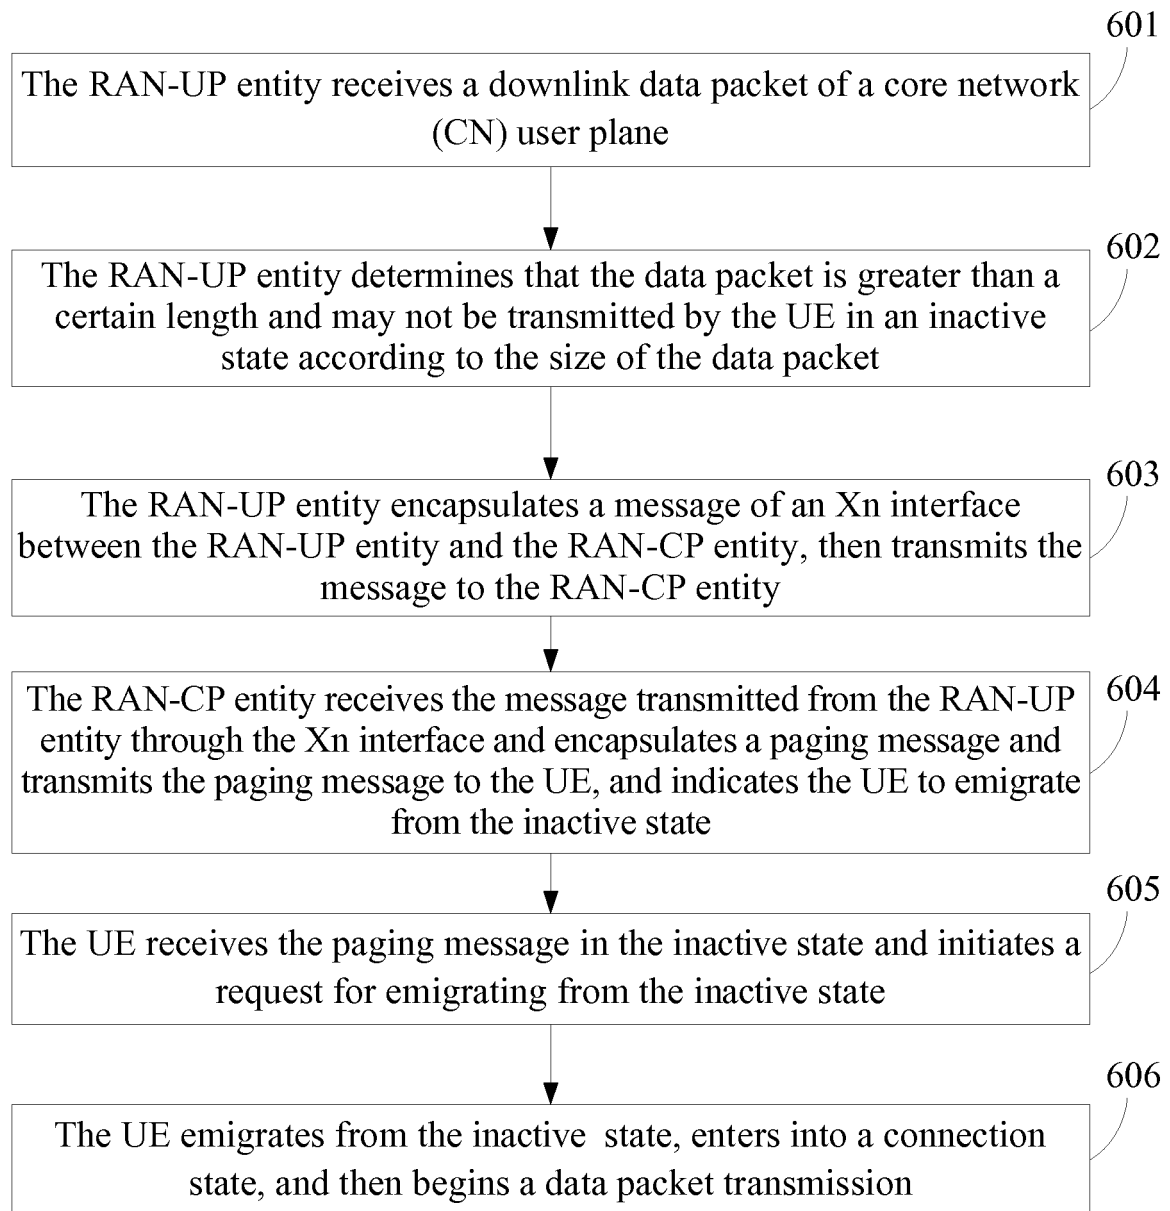 601
The RAN-UP entity receives a downlink data packet of a core network
(CN) user plane
602
The RAN-UP entity determines that the data packet is greater than a
certain length and may not be transmitted by the UE in an inactive
state according to the size of the data packet
603
The RAN-UP entity encapsulates a message of an Xn interface
between the RAN-UP entity and the RAN-CP entity, then transmits the
message to the RAN-CP entity
604
The RAN-CP entity receives the message transmitted from the RAN-UP
entity through the Xn interface and encapsulates a paging message and
transmits the paging message to the UE, and indicates the UE to emigrate
from the inactive state
605
The UE receives the paging message in the inactive state and initiates a
request for emigrating from the inactive state
606
The UE emigrates from the inactive state, enters into a connection
state, and then begins a data packet transmission